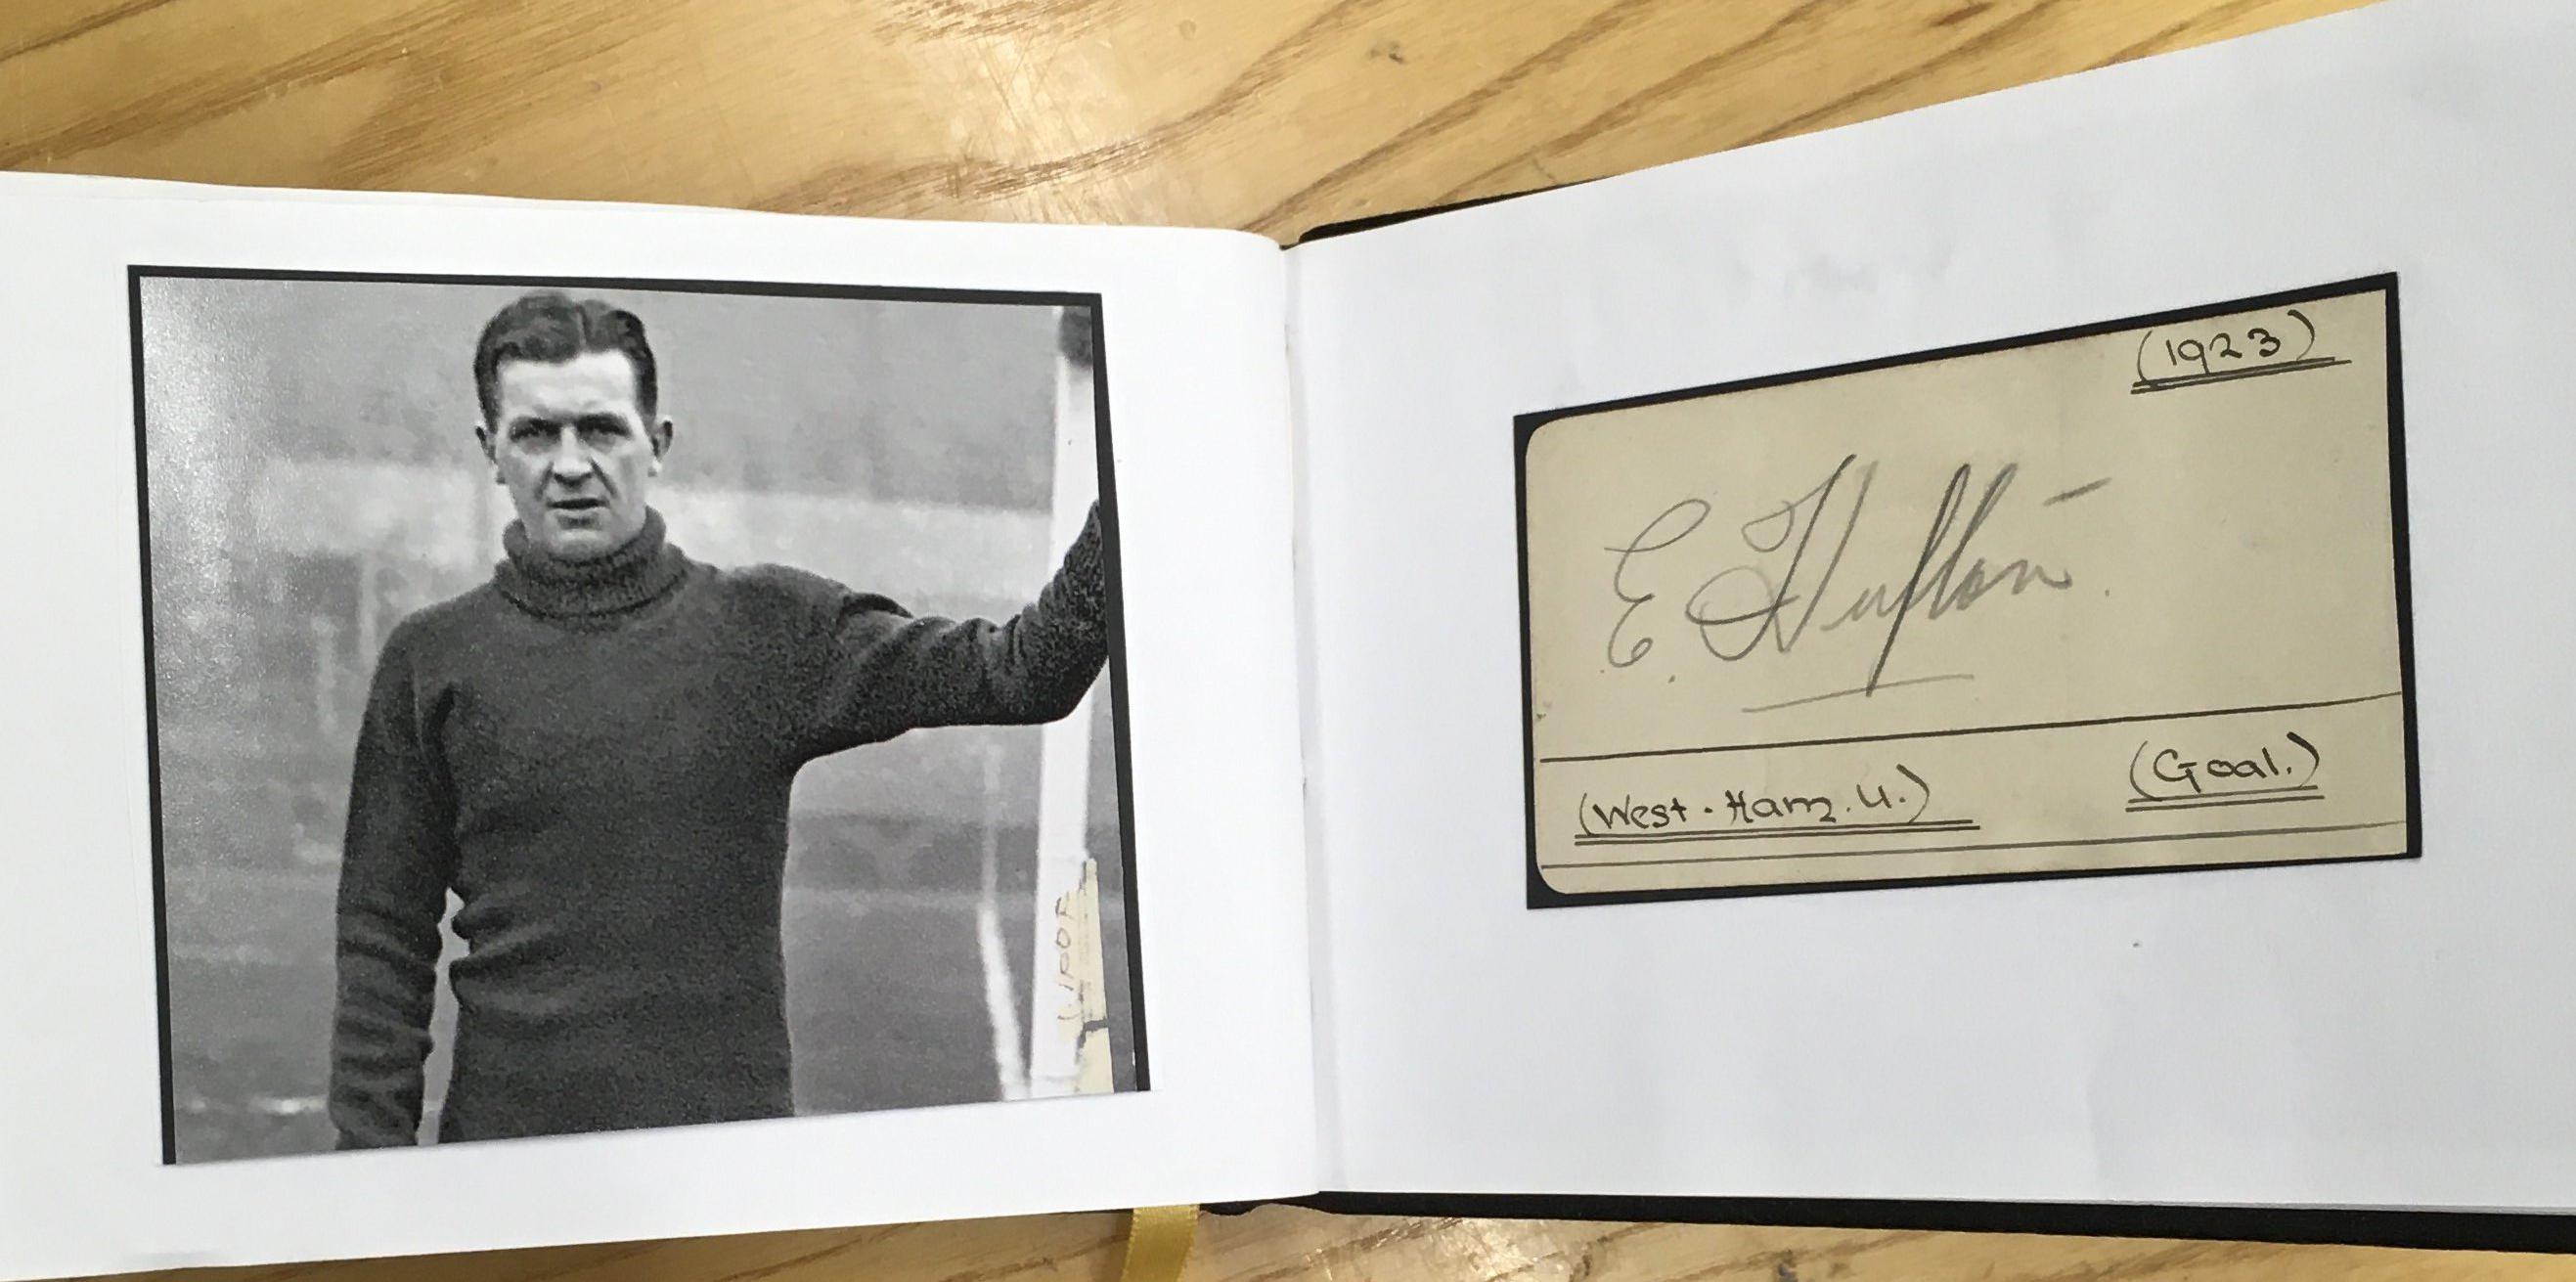 (1923)
E. Hufton.
(West. Ham. U.)
(Goal.)